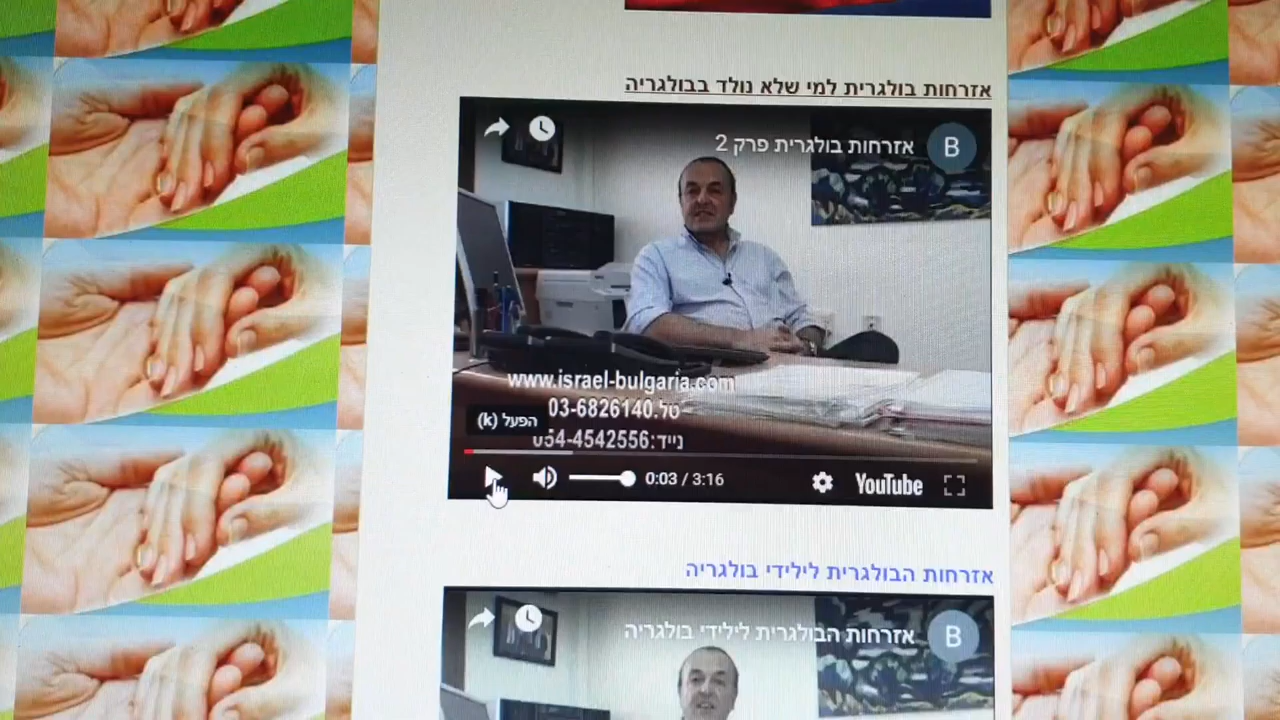 אזרחות בולגרית למי שלא נולד בבולגריה
אזרחות בולגרית פרק 2
B
www.israel-bulgaria.com
טל.03-6826140
הפעל (k)
נייד:054-4542556
0:03 / 3:16
YouTube
אזרחות הבולגרית לילידי בולגריה
אזרחות הבולגרית לילידי בולגריה
B